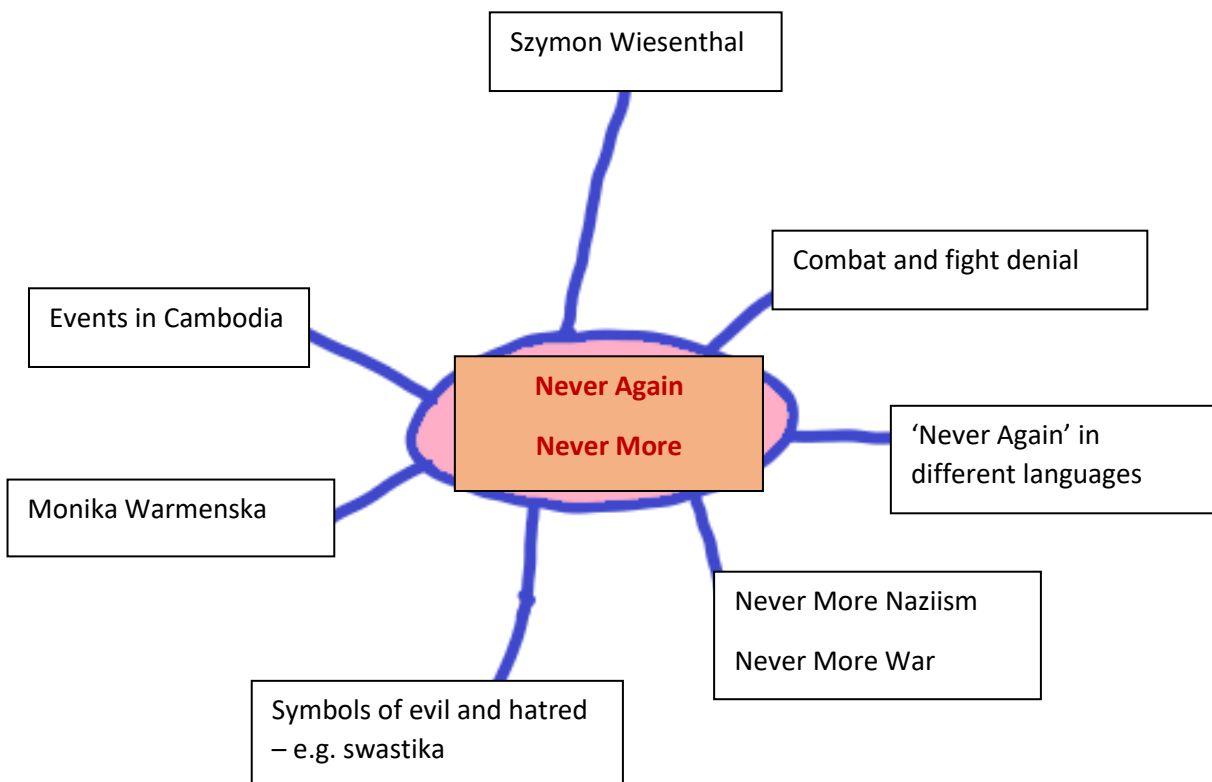 Szymon Wiesenthal
Combat and fight denial
Events in Cambodia
Never Again
Never More
‘Never Again’ in
different languages
Monika Warmenska
Never More Naziism
Never More War
Symbols of evil and hatred
– e.g. swastika